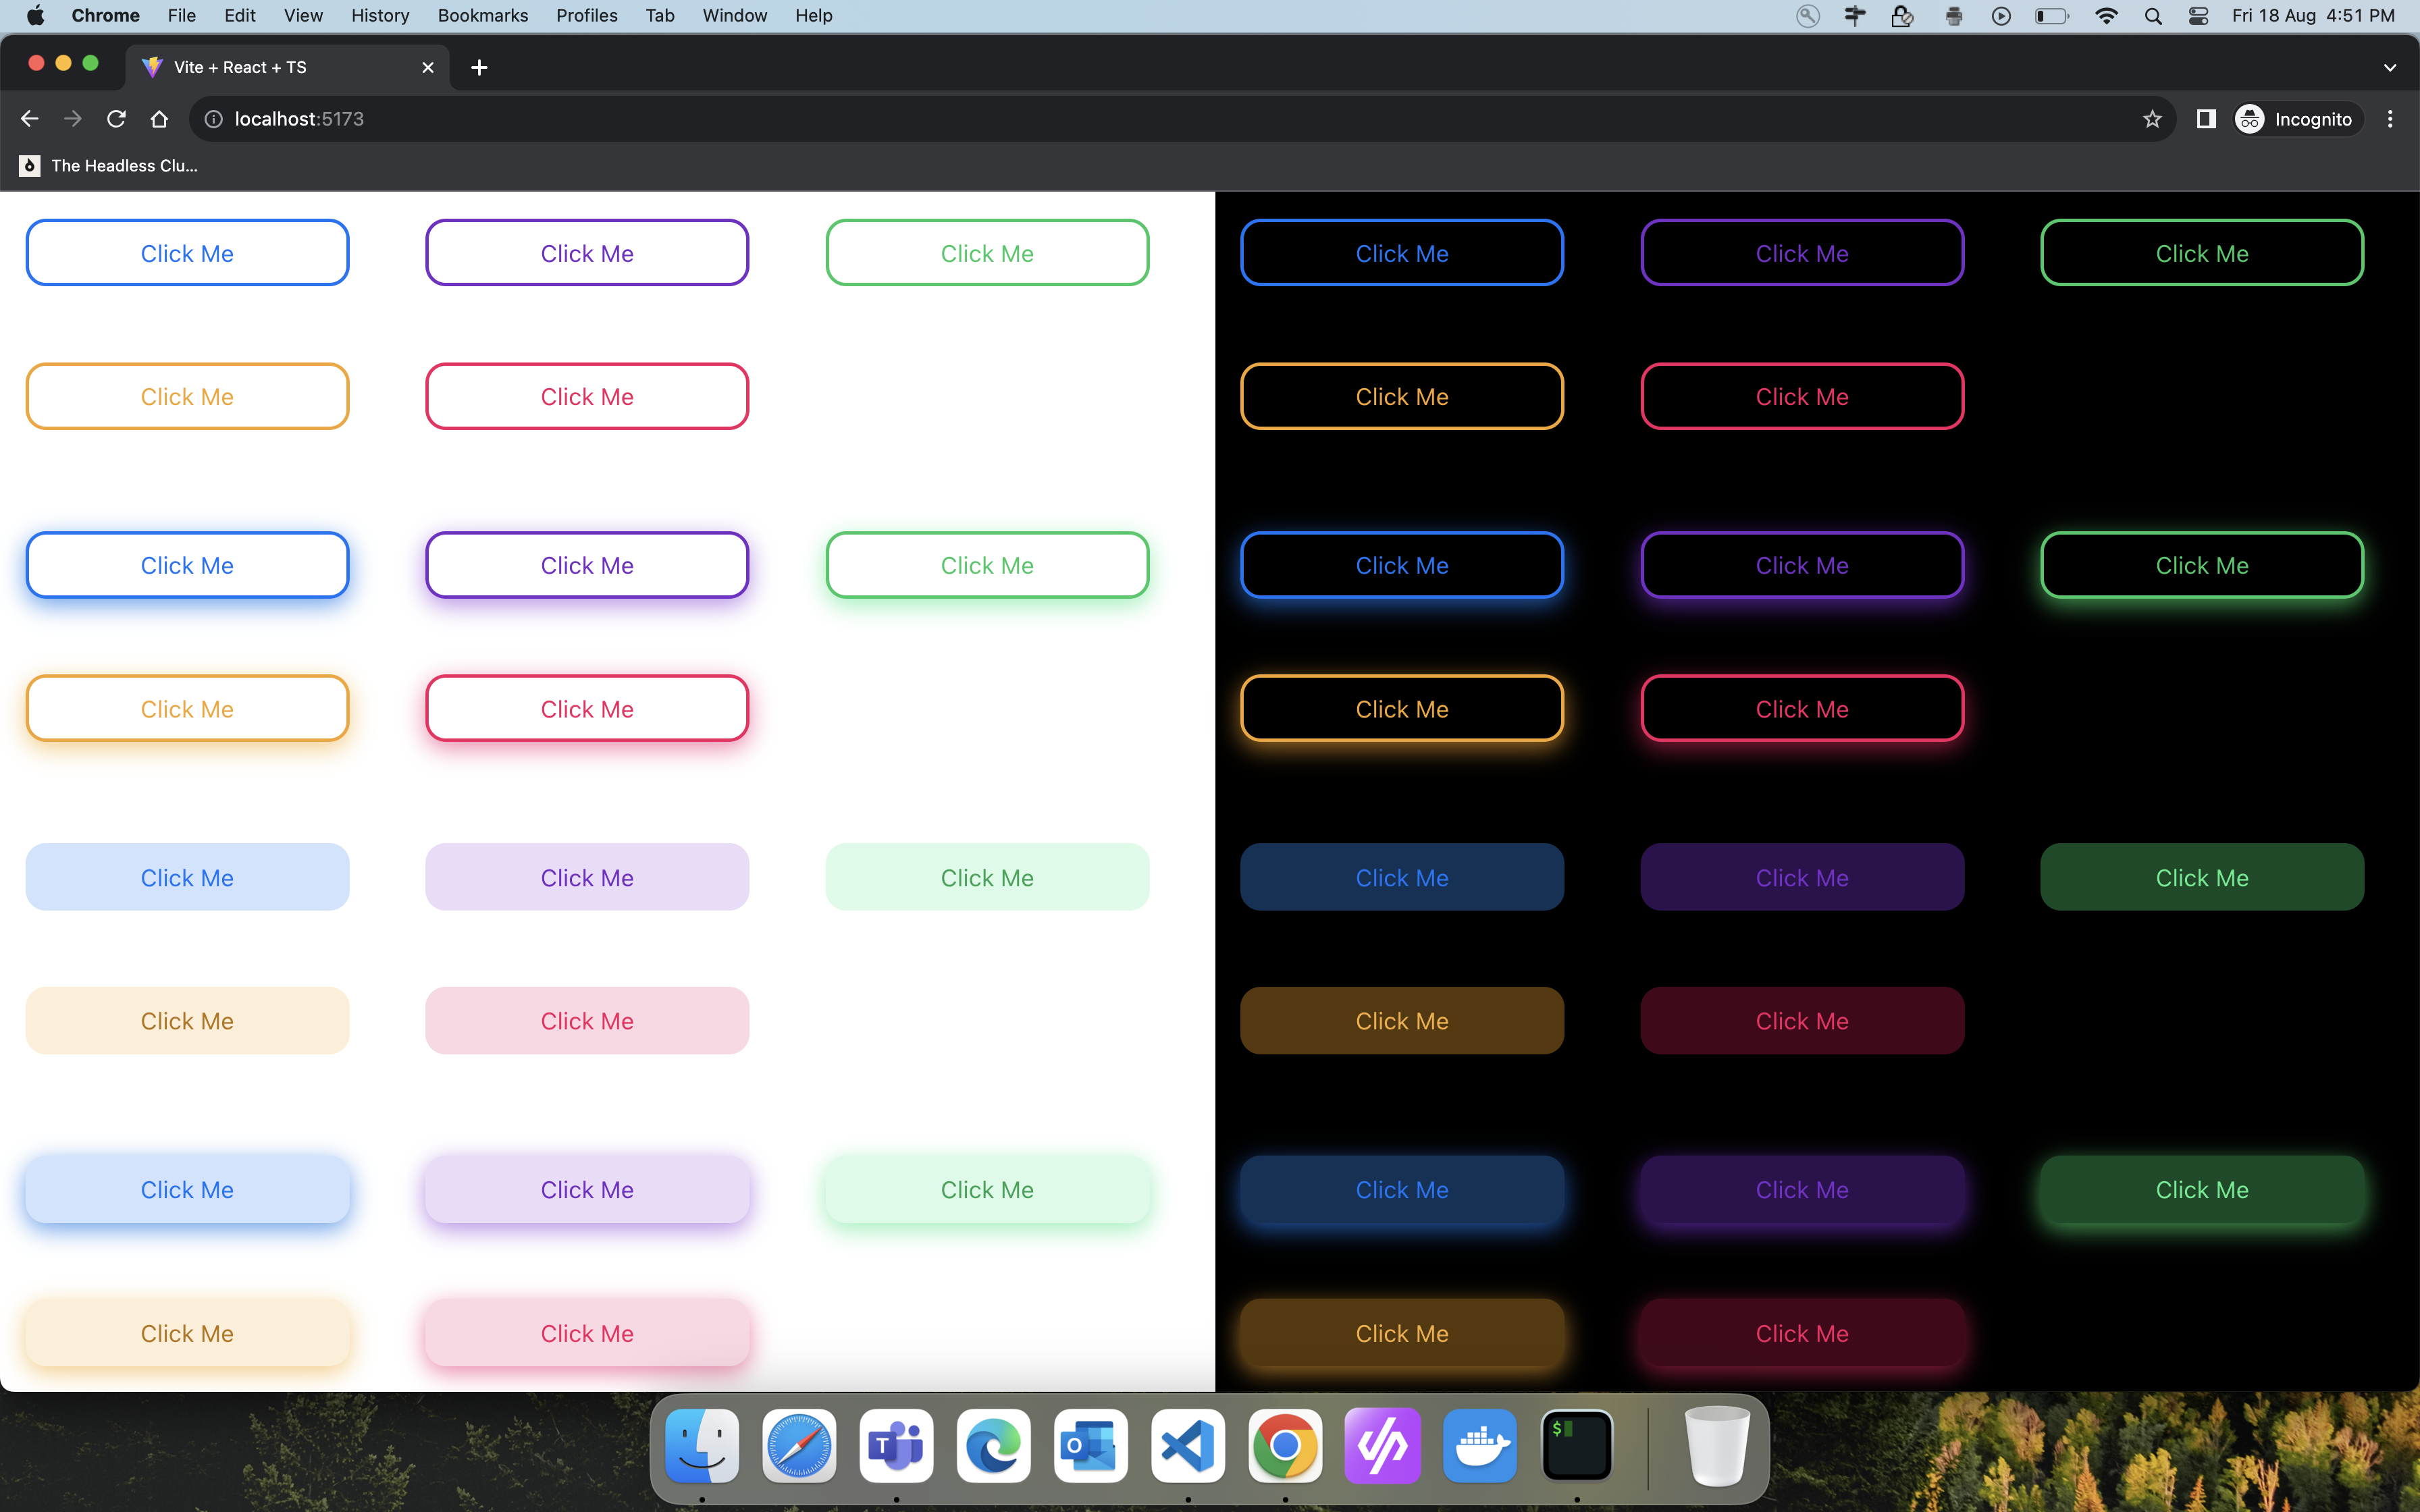 Chrome File Edit View History Bookmarks Profiles Tab Window Help Fri 18 Aug 4:51 PM
Vite + React + TS
localhost:5173 Incognito
The Headless Clu...
Click Me Click Me Click Me Click Me Click Me Click Me
Click Me Click Me Click Me Click Me
Click Me Click Me Click Me Click Me Click Me Click Me
Click Me Click Me Click Me Click Me
Click Me Click Me Click Me Click Me Click Me Click Me
Click Me Click Me Click Me Click Me
Click Me Click Me Click Me Click Me Click Me Click Me
Click Me Click Me Click Me Click Me
T O $